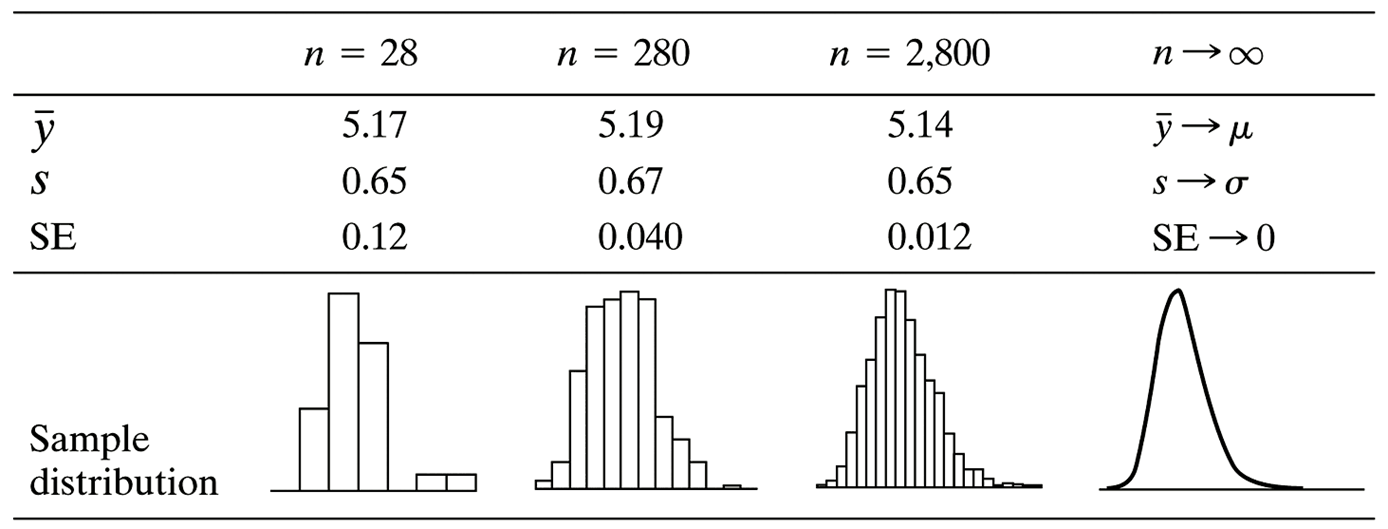 n = 28 n = 280 n = 2,800 n → ∞
ȳ 5.17 5.19 5.14 ȳ → μ
s 0.65 0.67 0.65 s → σ
SE 0.12 0.040 0.012 SE → 0
Sample
distribution